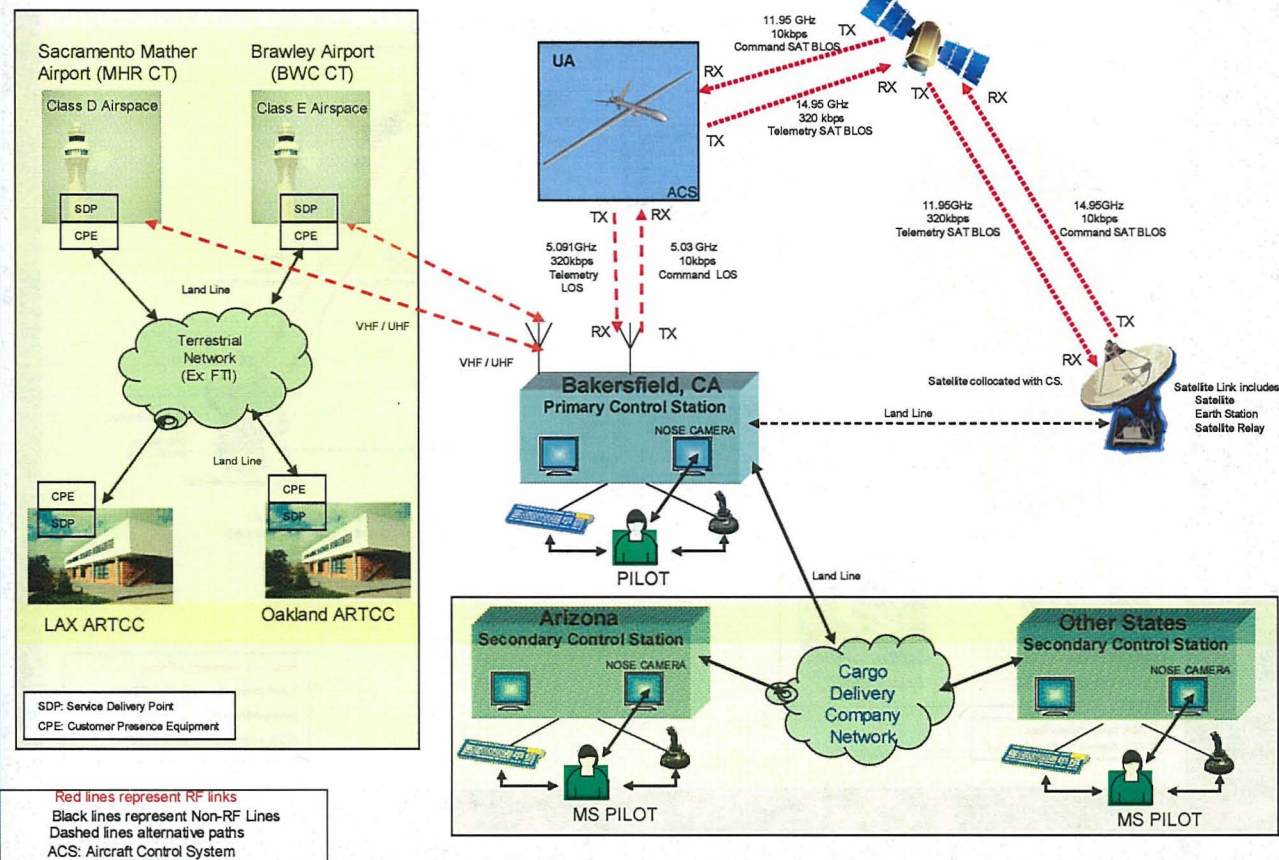 Sacramento Mather
Airport (MHR CT)
Class D Airspace
SDP
CPE
Brawley Airport
(BWC CT)
Class E Airspace
SDP
CPE
Land Line
Terrestrial
Network
(Ex FTI)
VHF / UHF
Land Line
CPE
SDP
LAX ARTCC
CPE
SDP
Oakland ARTCC
SDP: Service Delivery Point
CPE: Customer Presence Equipment
Red lines represent RF links
Black lines represent Non-RF Lines
Dashed lines alternative paths
ACS: Aircraft Control System
UA
ACS
RX
TX
11.95 GHz
10kbps
Command SAT BLOS
TX
14.95 GHz
320 kbps
Telemetry SAT BLOS
RX
TX
RX
TX
RX
5.091GHz
320kbps
Telemetry
LOS
5.03 GHz
10kbps
Command LOS
RX
TX
VHF / UHF
11.95GHz
320kbps
Telemetry SAT BLOS
14.95GHz
10kbps
Command SAT BLOS
TX
RX
Satellite collocated with CS.
Satellite Link includes
Satellite
Earth Station
Satellite Relay
Land Line
Bakersfield, CA
Primary Control Station
NOSE CAMERA
PILOT
Land Line
Arizona
Secondary Control Station
NOSE CAMERA
MS PILOT
Cargo
Delivery
Company
Network
Other States
Secondary Control Station
NOSE CAMERA
MS PILOT